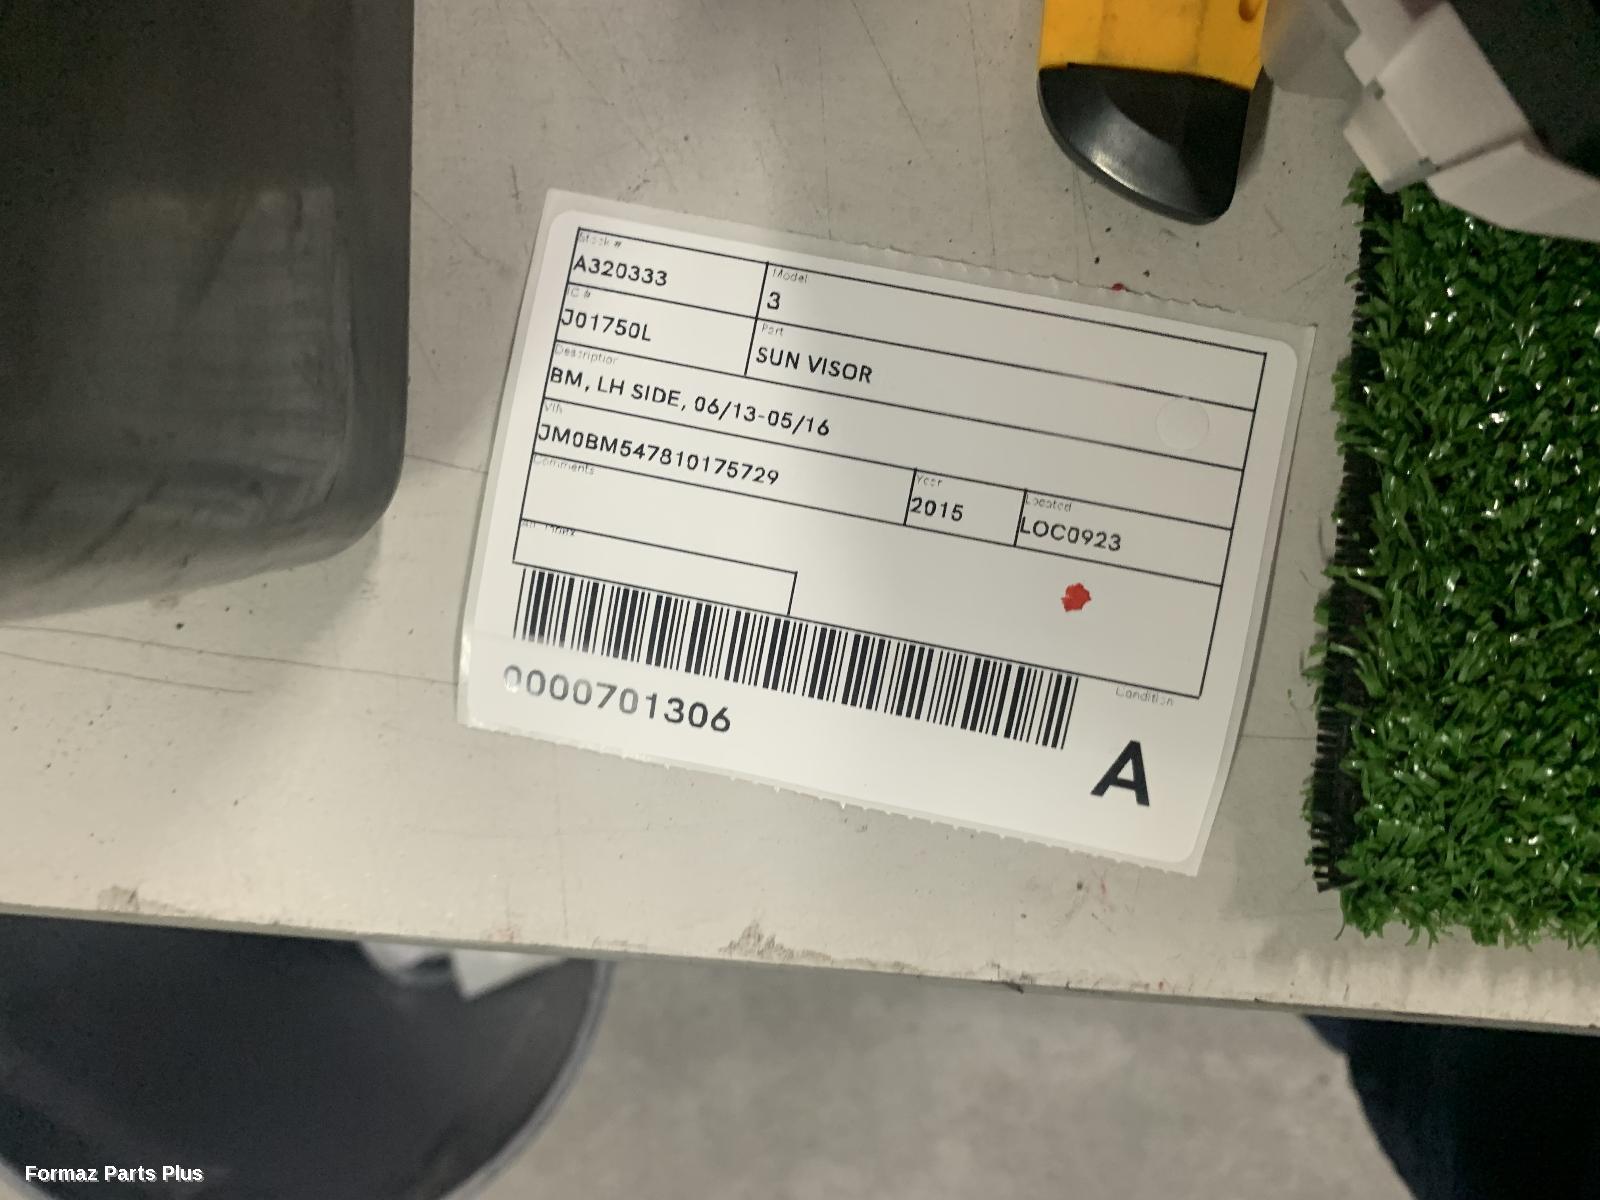 Stock #
A320333
Model
3
IC #
J01750L
Part
SUN VISOR
Description
BM, LH SIDE, 06/13-05/16
Vin
JM0BM547810175729
Year
2015
Located
LOC0923
Comments
0000701306
Condition
A
Formaz Parts Plus